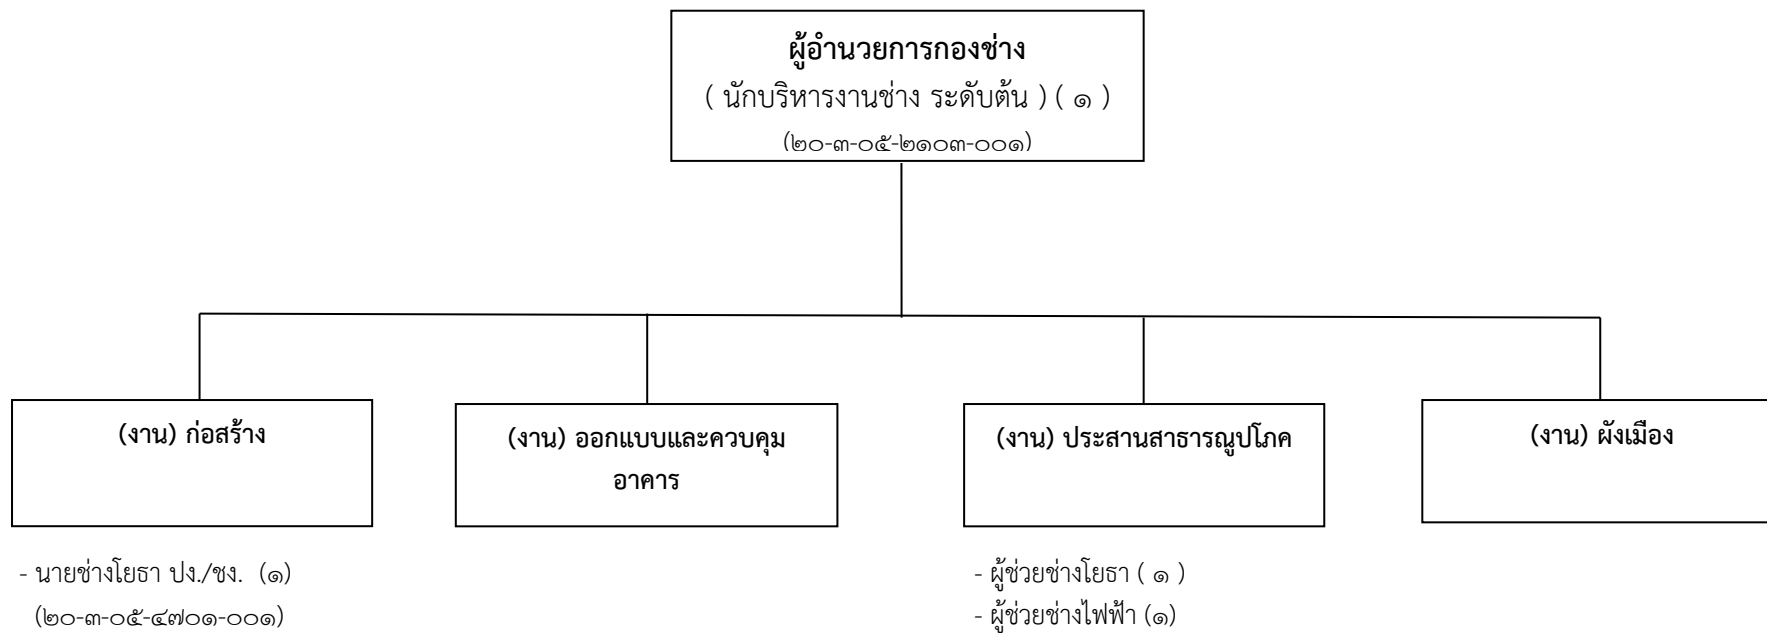 ผู้อำนวยการกองช่าง
( นักบริหารงานช่าง ระดับต้น ) ( ๑ )
(๒๐-๓-๐๕-๒๑๐๓-๐๐๑)
(งาน) ก่อสร้าง
(งาน) ออกแบบและควบคุม
อาคาร
(งาน) ประสานสาธารณูปโภค
(งาน) ผังเมือง
- นายช่างโยธา ปง./ชง. (๑)
(๒๐-๓-๐๕-๔๗๐๑-๐๐๑)
- ผู้ช่วยช่างโยธา ( ๑ )
- ผู้ช่วยช่างไฟฟ้า (๑)